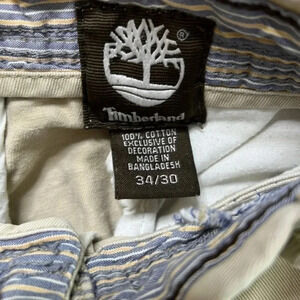 ®
Timberland
100% COTTON
EXCLUSIVE OF
DECORATION
MADE IN
BANGLADESH
34/30